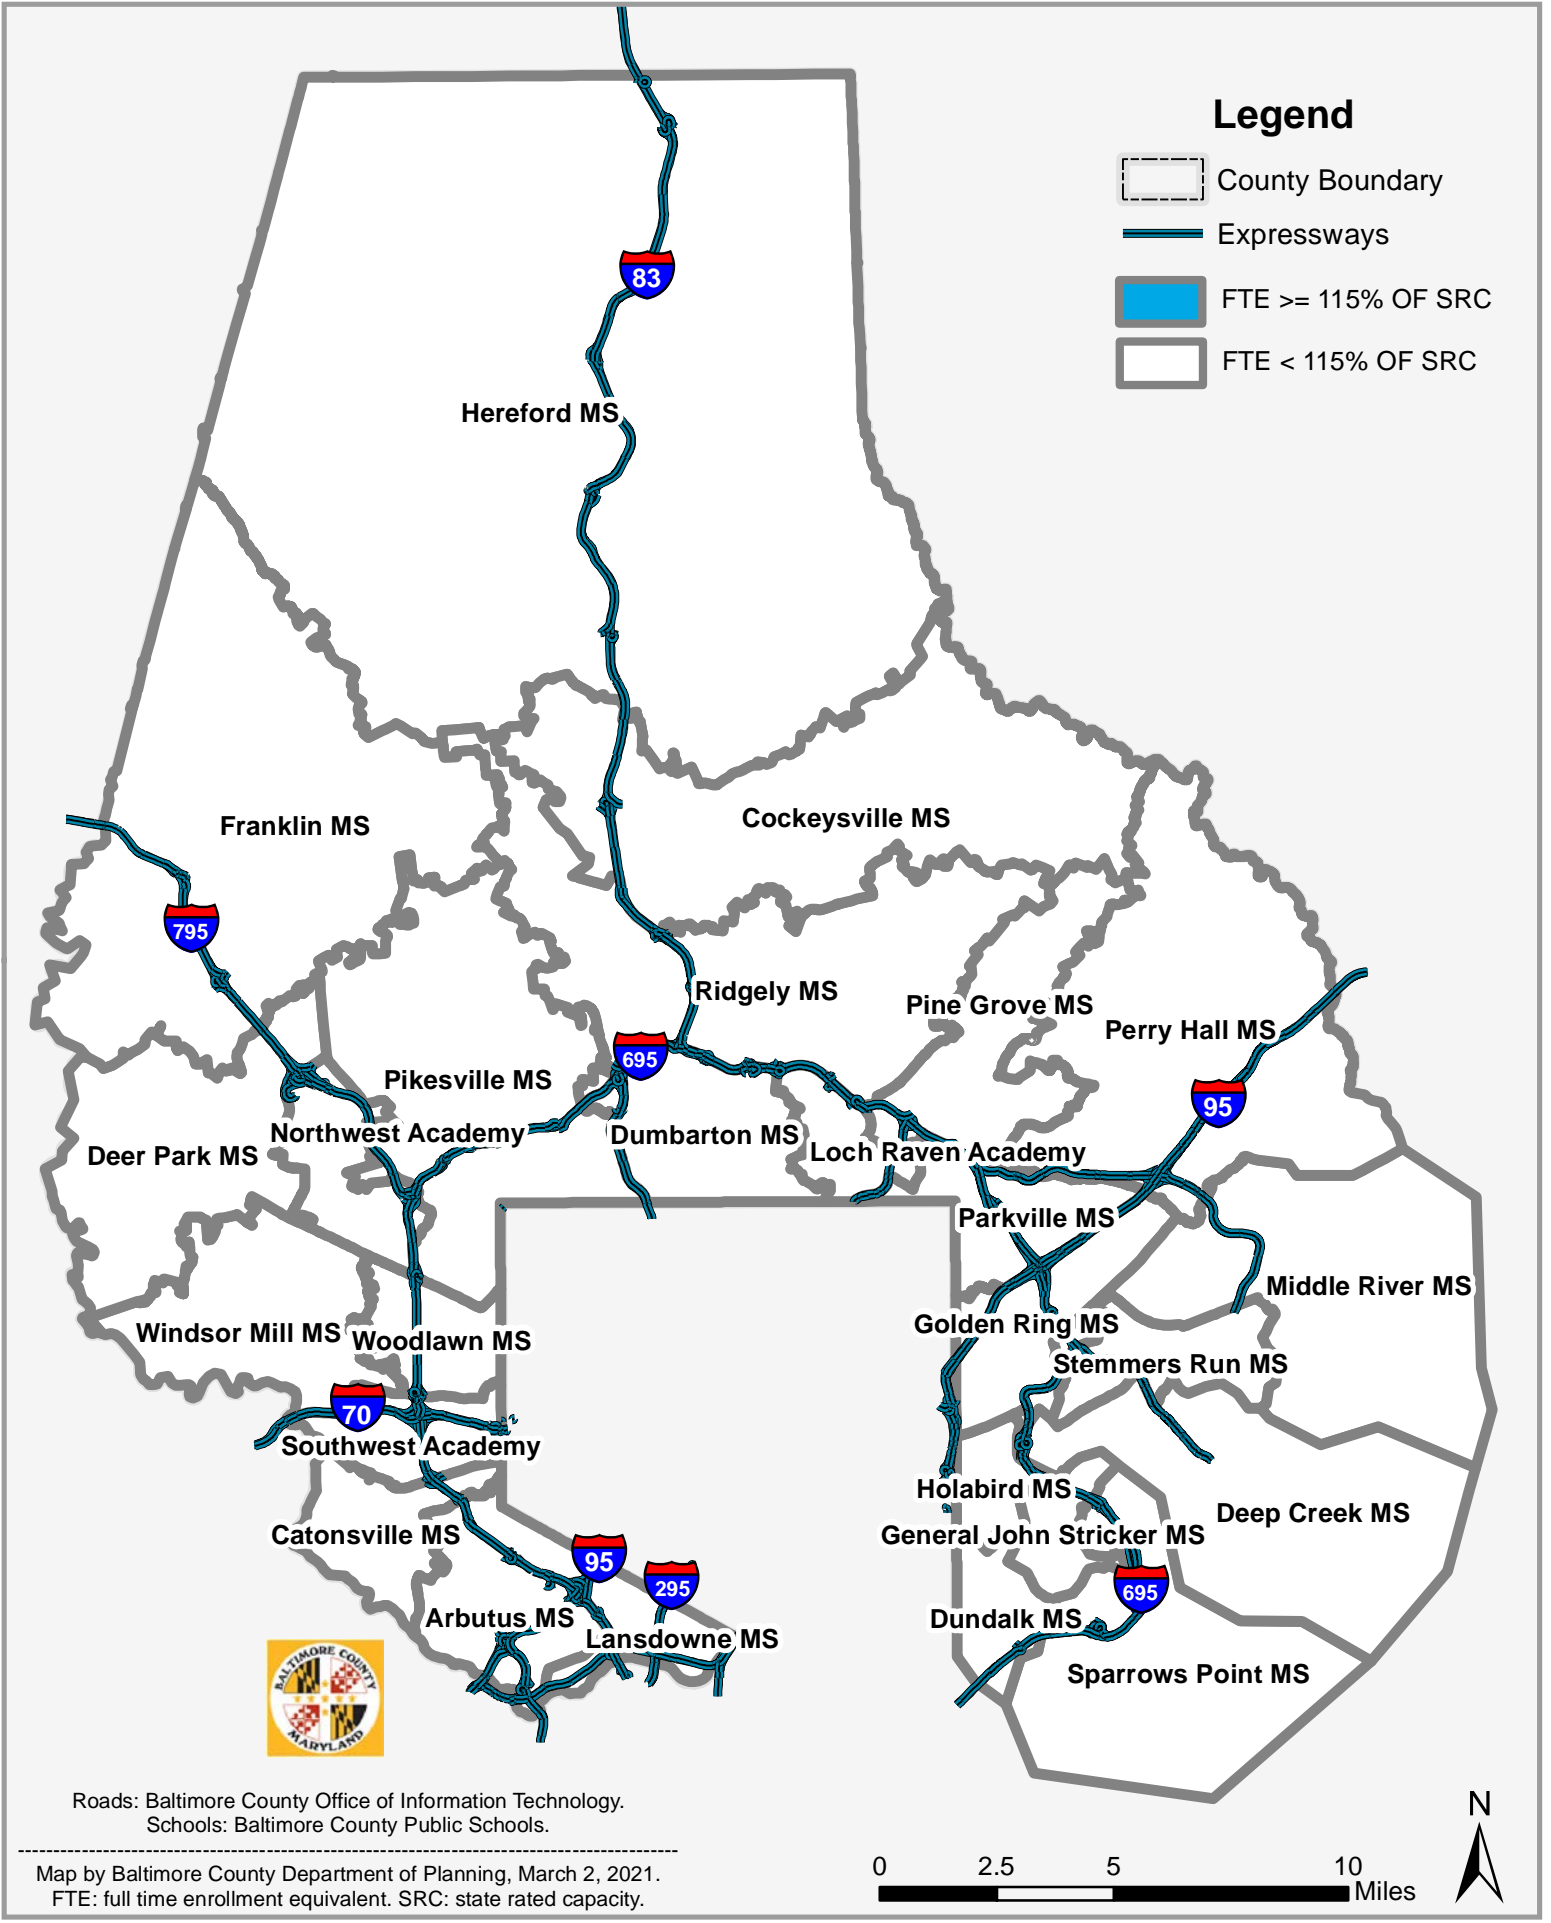 Legend
County Boundary
Expressways
FTE >= 115% OF SRC
FTE < 115% OF SRC
83
Hereford MS
Franklin MS
Cockeysville MS
795
Ridgely MS
Pine Grove MS
Perry Hall MS
695
Pikesville MS
95
Northwest Academy
Dumbarton MS
Deer Park MS
Loch Raven Academy
Parkville MS
Middle River MS
Golden Ring MS
Windsor Mill MS
Woodlawn MS
Stemmers Run MS
70
Southwest Academy
Holabird MS
Deep Creek MS
Catonsville MS
General John Stricker MS
95
295
695
Arbutus MS
Dundalk MS
Lansdowne MS
Sparrows Point MS
BALTIMORE COUNTY
MARYLAND
Roads: Baltimore County Office of Information Technology.
Schools: Baltimore County Public Schools.
Map by Baltimore County Department of Planning, March 2, 2021.
FTE: full time enrollment equivalent. SRC: state rated capacity.
N
0 2.5 5 10
Miles